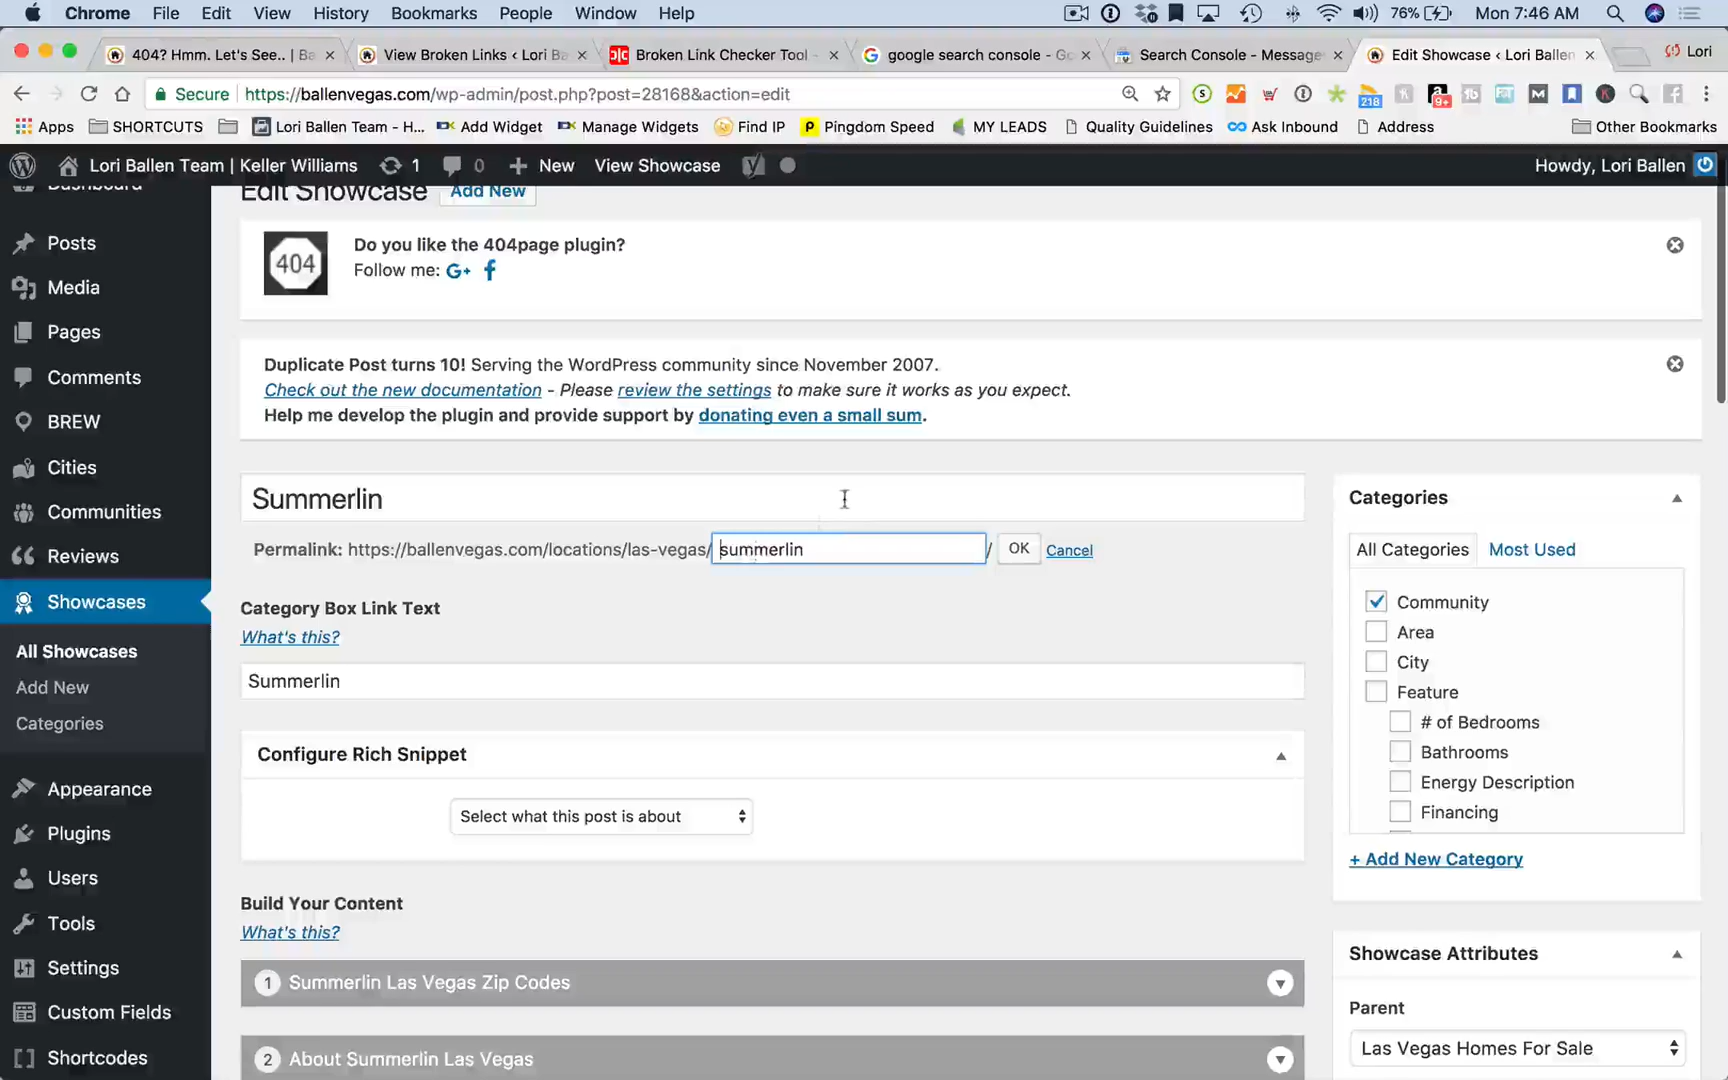 Chrome File Edit View History Bookmarks People Window Help 76% Mon 7:46 AM
404? Hmm. Let's See.. | Ba × View Broken Links ‹ Lori Ba × Broken Link Checker Tool - × google search console - Go × Search Console - Message × Edit Showcase ‹ Lori Ballen × Lori
Secure https://ballenvegas.com/wp-admin/post.php?post=28168&action=edit 218 9+
Apps SHORTCUTS Lori Ballen Team - H... Add Widget Manage Widgets Find IP Pingdom Speed MY LEADS Quality Guidelines Ask Inbound Address Other Bookmarks
Lori Ballen Team | Keller Williams 1 0 New View Showcase Howdy, Lori Ballen
Dashboard
Posts
Media
Pages
Comments
BREW
Cities
Communities
Reviews
Showcases
All Showcases
Add New
Categories
Appearance
Plugins
Users
Tools
Settings
Custom Fields
Shortcodes
Edit Showcase Add New
404
Do you like the 404page plugin?
Follow me: G+ f
Duplicate Post turns 10! Serving the WordPress community since November 2007.
Check out the new documentation - Please review the settings to make sure it works as you expect.
Help me develop the plugin and provide support by donating even a small sum.
Summerlin
Permalink: https://ballenvegas.com/locations/las-vegas/ summerlin / OK Cancel
Category Box Link Text
What's this?
Summerlin
Configure Rich Snippet
Select what this post is about
Build Your Content
What's this?
1 Summerlin Las Vegas Zip Codes
2 About Summerlin Las Vegas
Categories
All Categories Most Used
Community
Area
City
Feature
# of Bedrooms
Bathrooms
Energy Description
Financing
+ Add New Category
Showcase Attributes
Parent
Las Vegas Homes For Sale